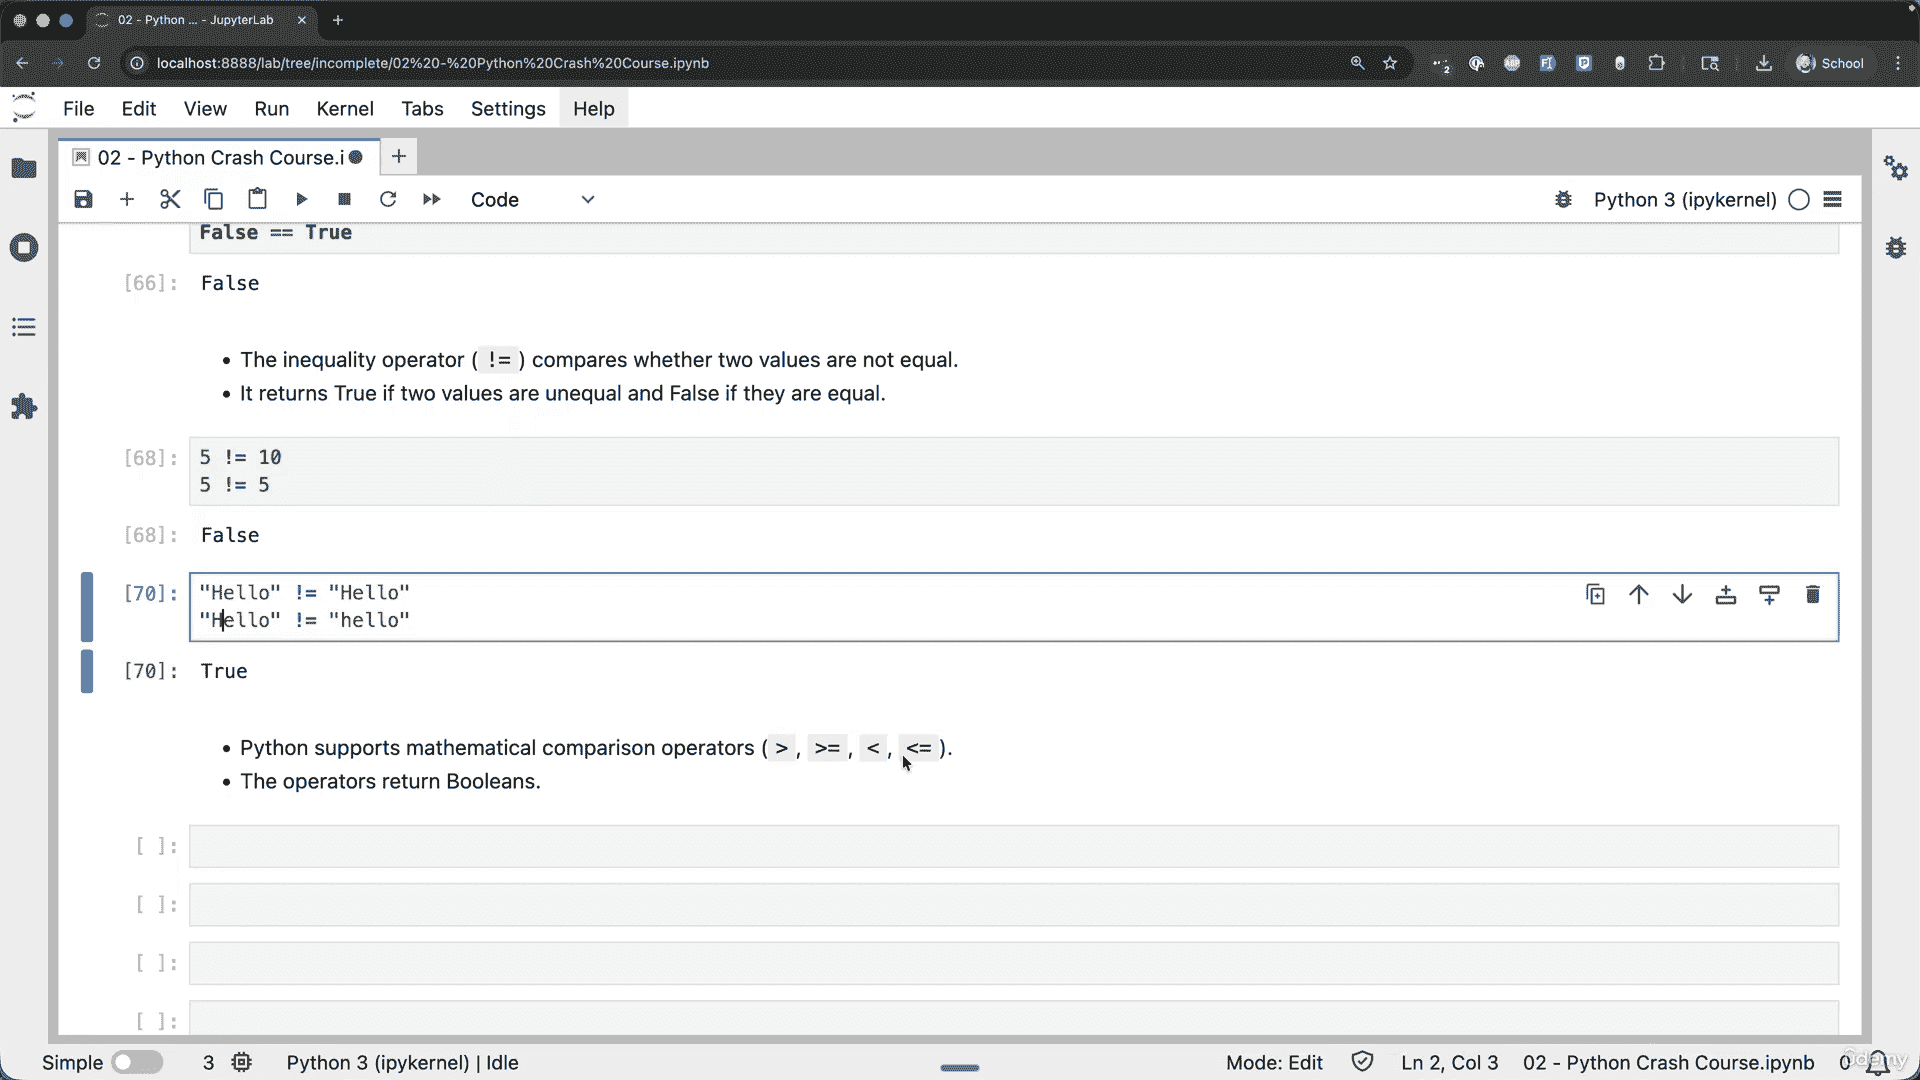 02 - Python ... - JupyterLab
localhost:8888/lab/tree/incomplete/02%20-%20Python%20Crash%20Course.ipynb
2
ABP
School
File Edit View Run Kernel Tabs Settings Help
02 - Python Crash Course.i
Code
Python 3 (ipykernel)
False == True
[66]: False
• The inequality operator ( != ) compares whether two values are not equal.
• It returns True if two values are unequal and False if they are equal.
[68]: 5 != 10
5 != 5
[68]: False
[70]: "Hello" != "Hello"
"Hello" != "hello"
[70]: True
• Python supports mathematical comparison operators ( > , >= , < , <= ).
• The operators return Booleans.
[ ]:
[ ]:
[ ]:
[ ]:
Simple 3 Python 3 (ipykernel) | Idle Mode: Edit Ln 2, Col 3 02 - Python Crash Course.ipynb 0
Udemy